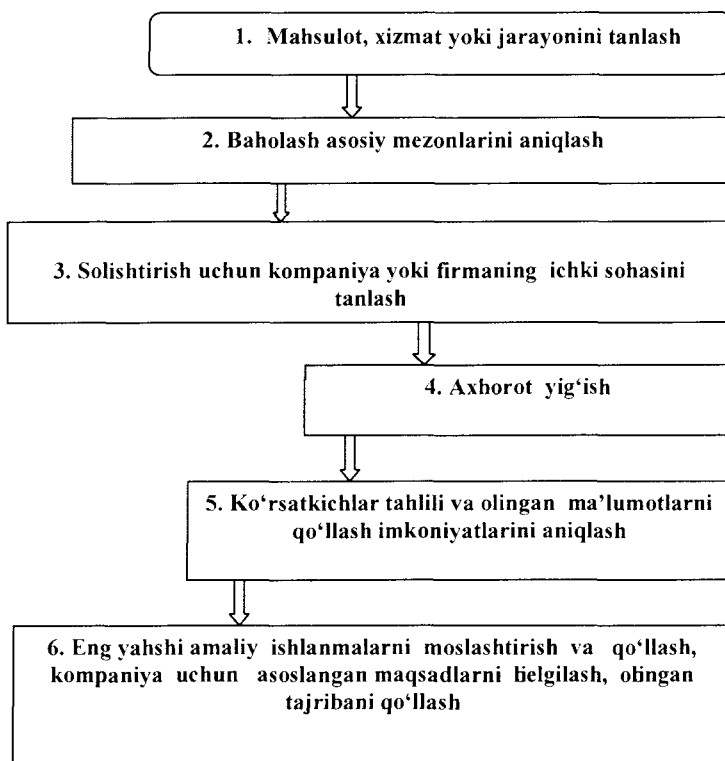 1. Mahsulot, xizmat yoki jarayonini tanlash
2. Baholash asosiy mezonlarini aniqlash
3. Solishtirish uchun kompaniya yoki firmaning ichki sohasini
tanlash
4. Axborot yig‘ish
5. Ko‘rsatkichlar tahlili va olingan ma’lumotlarni
qo‘llash imkoniyatlarini aniqlash
6. Eng yahshi amaliy ishlanmalarni moslashtirish va qo‘llash,
kompaniya uchun asoslangan maqsadlarni belgilash, olingan
tajribani qo‘llash